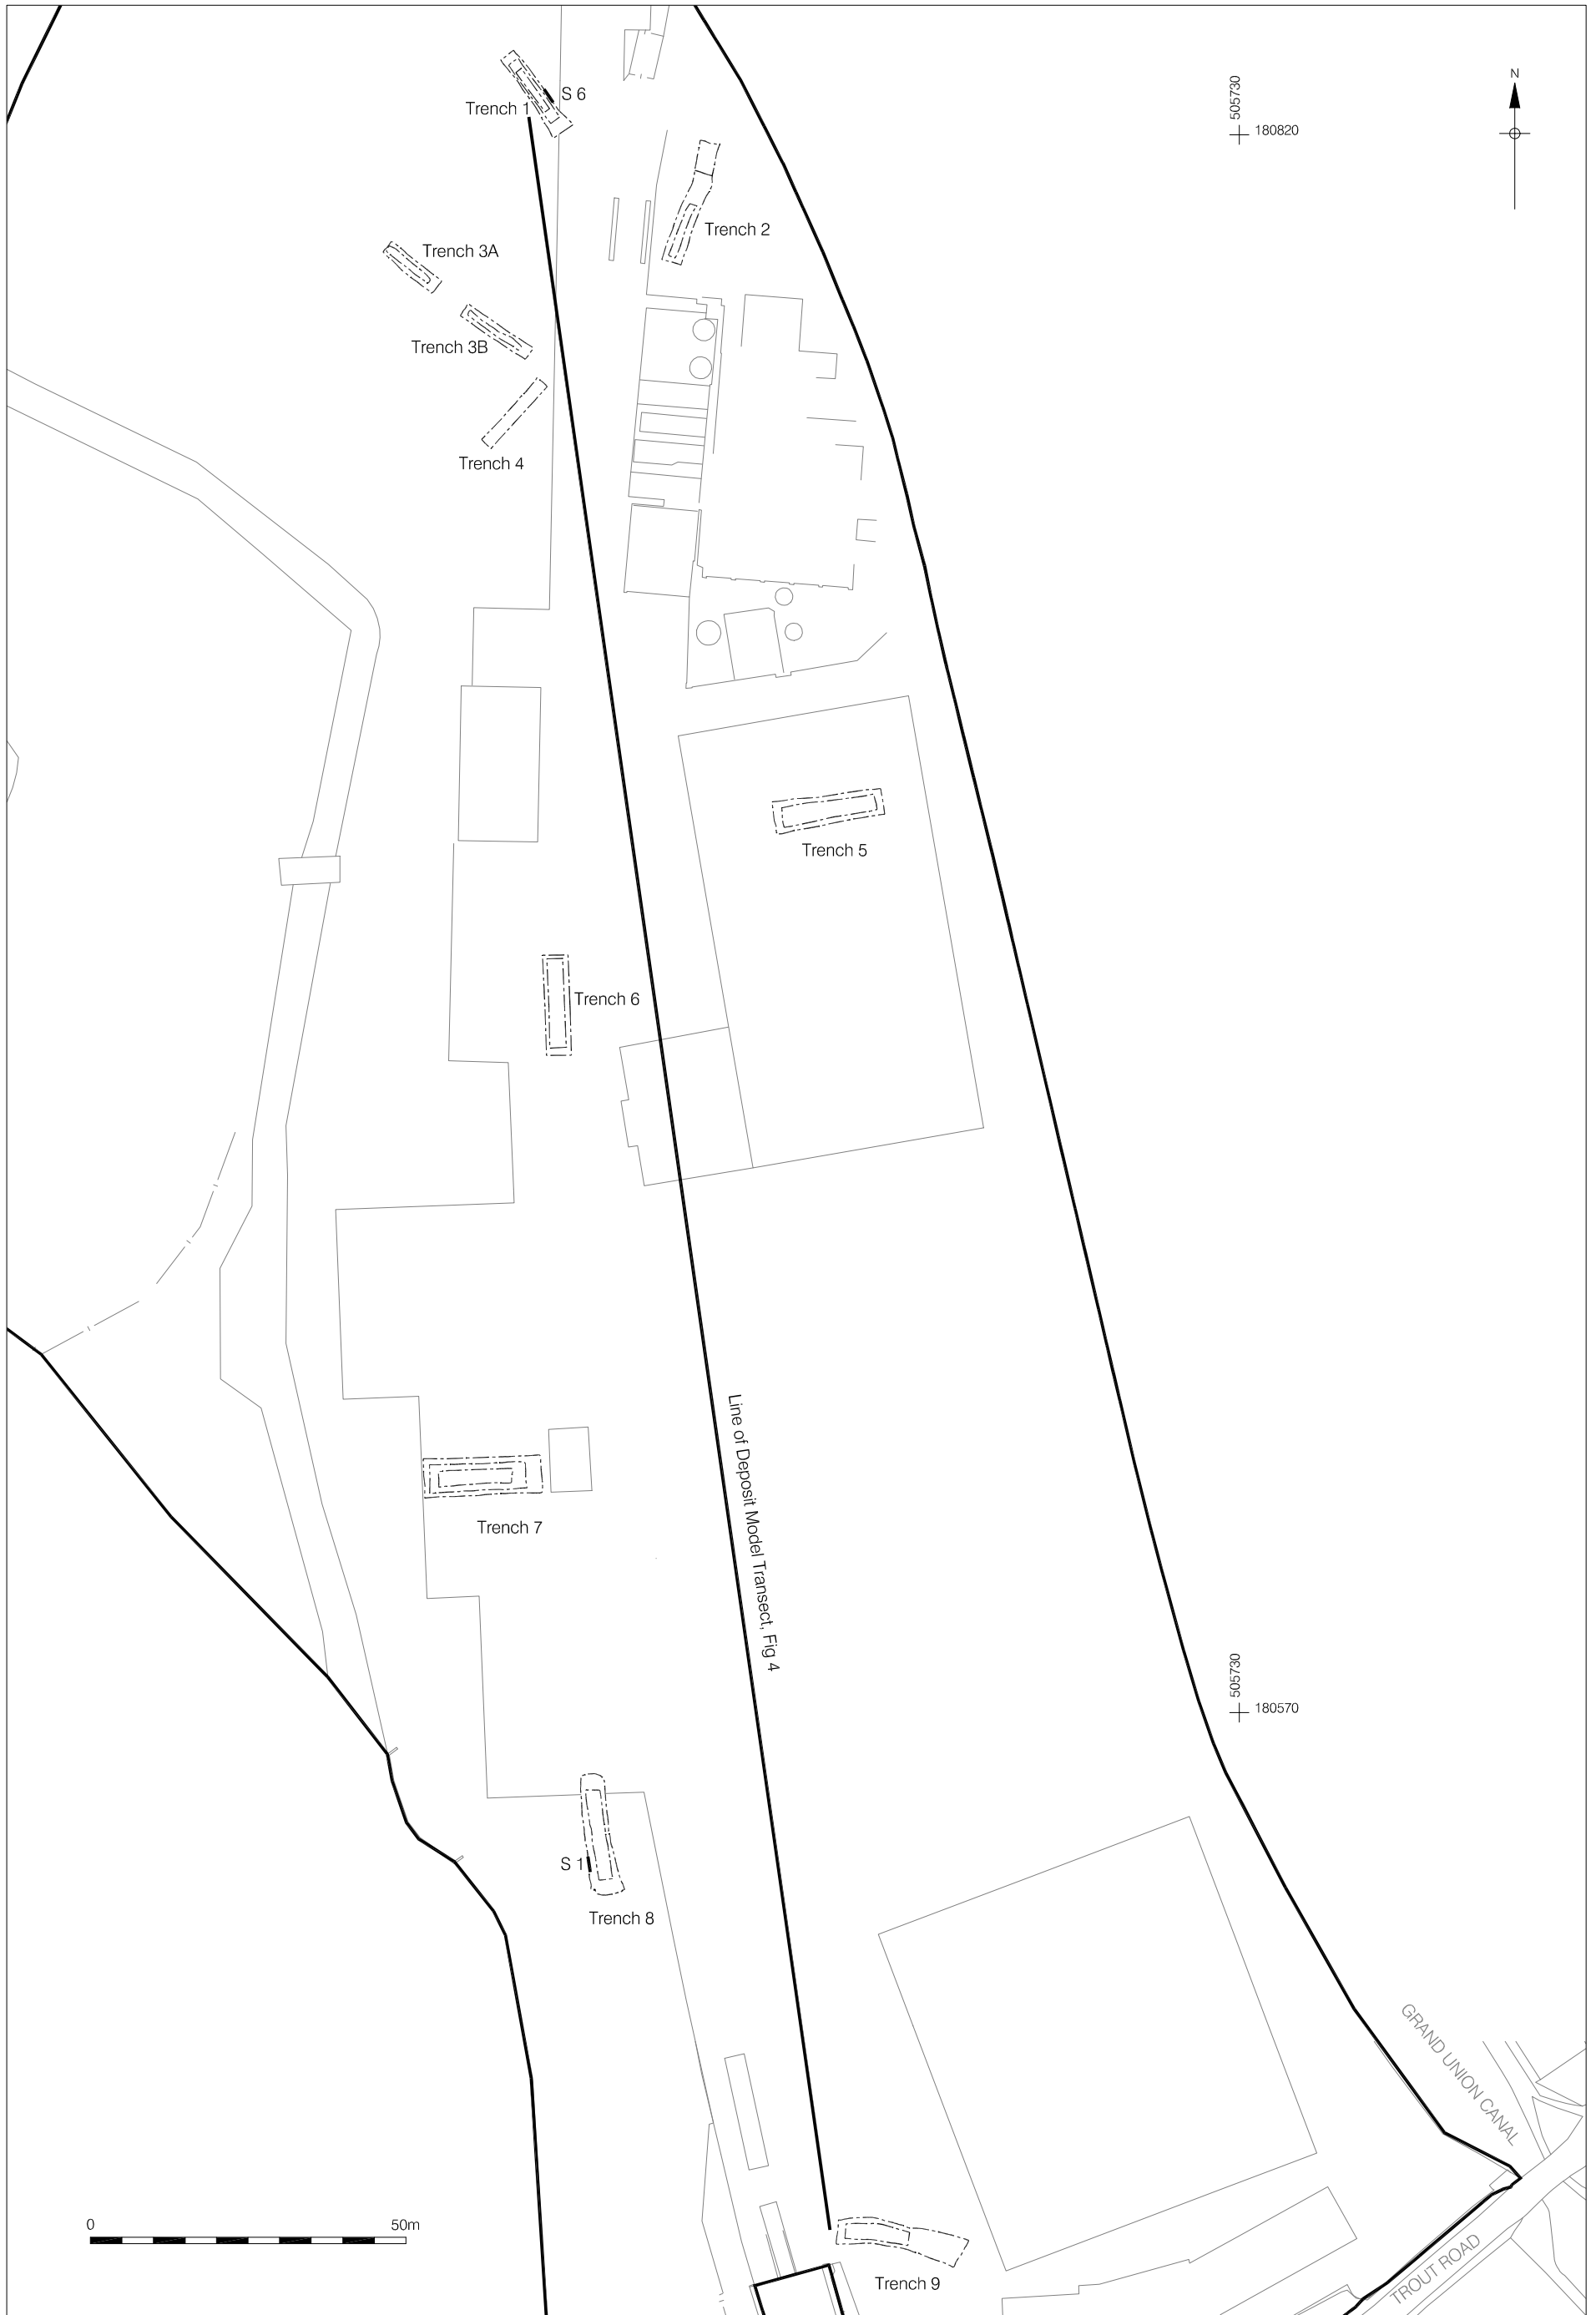 N
505730
180820
S 6
Trench 1
Trench 2
Trench 3A
Trench 3B
Trench 4
Trench 5
Trench 6
Line of Deposit Model Transect, Fig 4
Trench 7
505730
180570
S 1
Trench 8
GRAND UNION CANAL
0 50m
TROUT ROAD
Trench 9